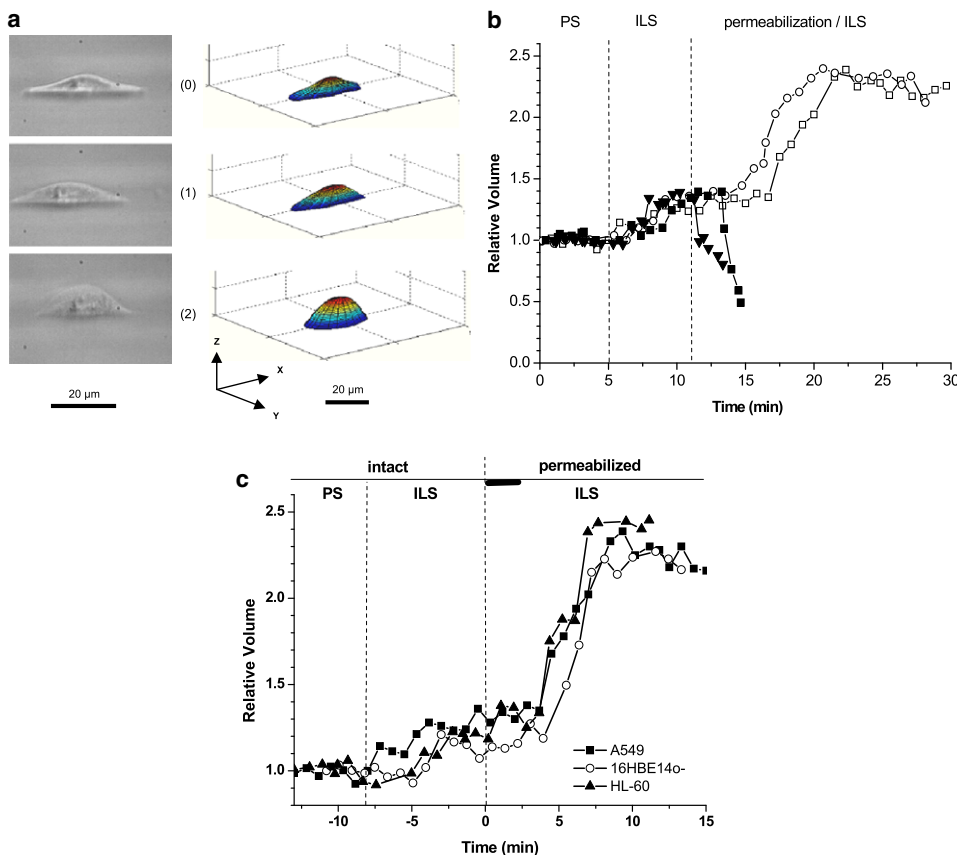 a
(0)
(1)
(2)
Z
X
Y
20 μm
20 μm
b
PS
ILS
permeabilization / ILS
2.5
2.0
1.5
1.0
0.5
0.0
Relative Volume
0
5
10
15
20
25
30
Time (min)
c
intact
permeabilized
PS
ILS
ILS
2.5
2.0
1.5
1.0
Relative Volume
A549
16HBE14o-
HL-60
-10
-5
0
5
10
15
Time (min)